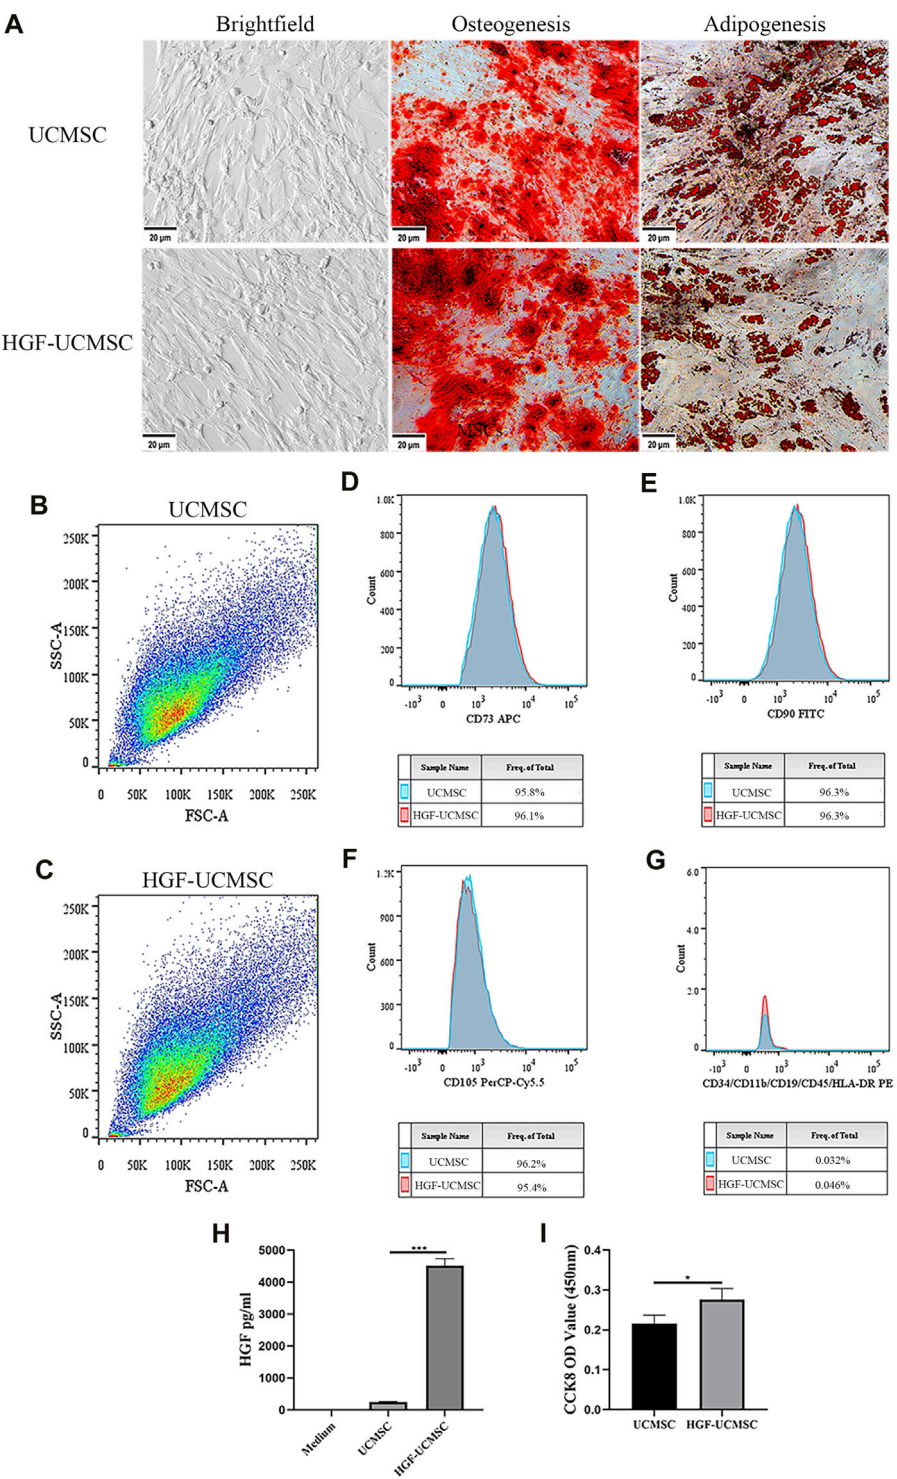 A
Brightfield
Osteogenesis
Adipogenesis
UCMSC
20 µm
20 µm
20 µm
HGF-UCMSC
20 µm
MSCs
20 µm
20 µm
B
UCMSC
250K
200K
150K
100K
50K
0
SSC-A
0 50K 100K 150K 200K 250K
FSC-A
D
1.0K
800
600
400
200
0
Count
-10³ 0 10³ 10⁴ 10⁵
CD73 APC
Sample Name Freq. of Total
UCMSC 95.8%
HGF-UCMSC 96.1%
E
1.0K
800
600
400
200
0
Count
-10³ 0 10³ 10⁴ 10⁵
CD90 FITC
Sample Name Freq. of Total
UCMSC 96.3%
HGF-UCMSC 96.3%
C
HGF-UCMSC
250K
200K
150K
100K
50K
0
SSC-A
0 50K 100K 150K 200K 250K
FSC-A
F
1.2K
900
600
300
0
Count
-10³ 0 10³ 10⁴ 10⁵
CD105 PerCP-Cy5.5
Sample Name Freq. of Total
UCMSC 96.2%
HGF-UCMSC 95.4%
G
6.0
4.0
2.0
0
Count
-10³ 0 10³ 10⁴ 10⁵
CD34/CD11b/CD19/CD45/HLA-DR PE
Sample Name Freq. of Total
UCMSC 0.032%
HGF-UCMSC 0.046%
H
5000
4000
3000
2000
1000
0
HGF pg/ml
***
Medium
UCMSC
HGF-UCMSC
I
0.4
0.3
0.2
0.1
0.0
CCK8 OD Value (450nm)
*
UCMSC HGF-UCMSC